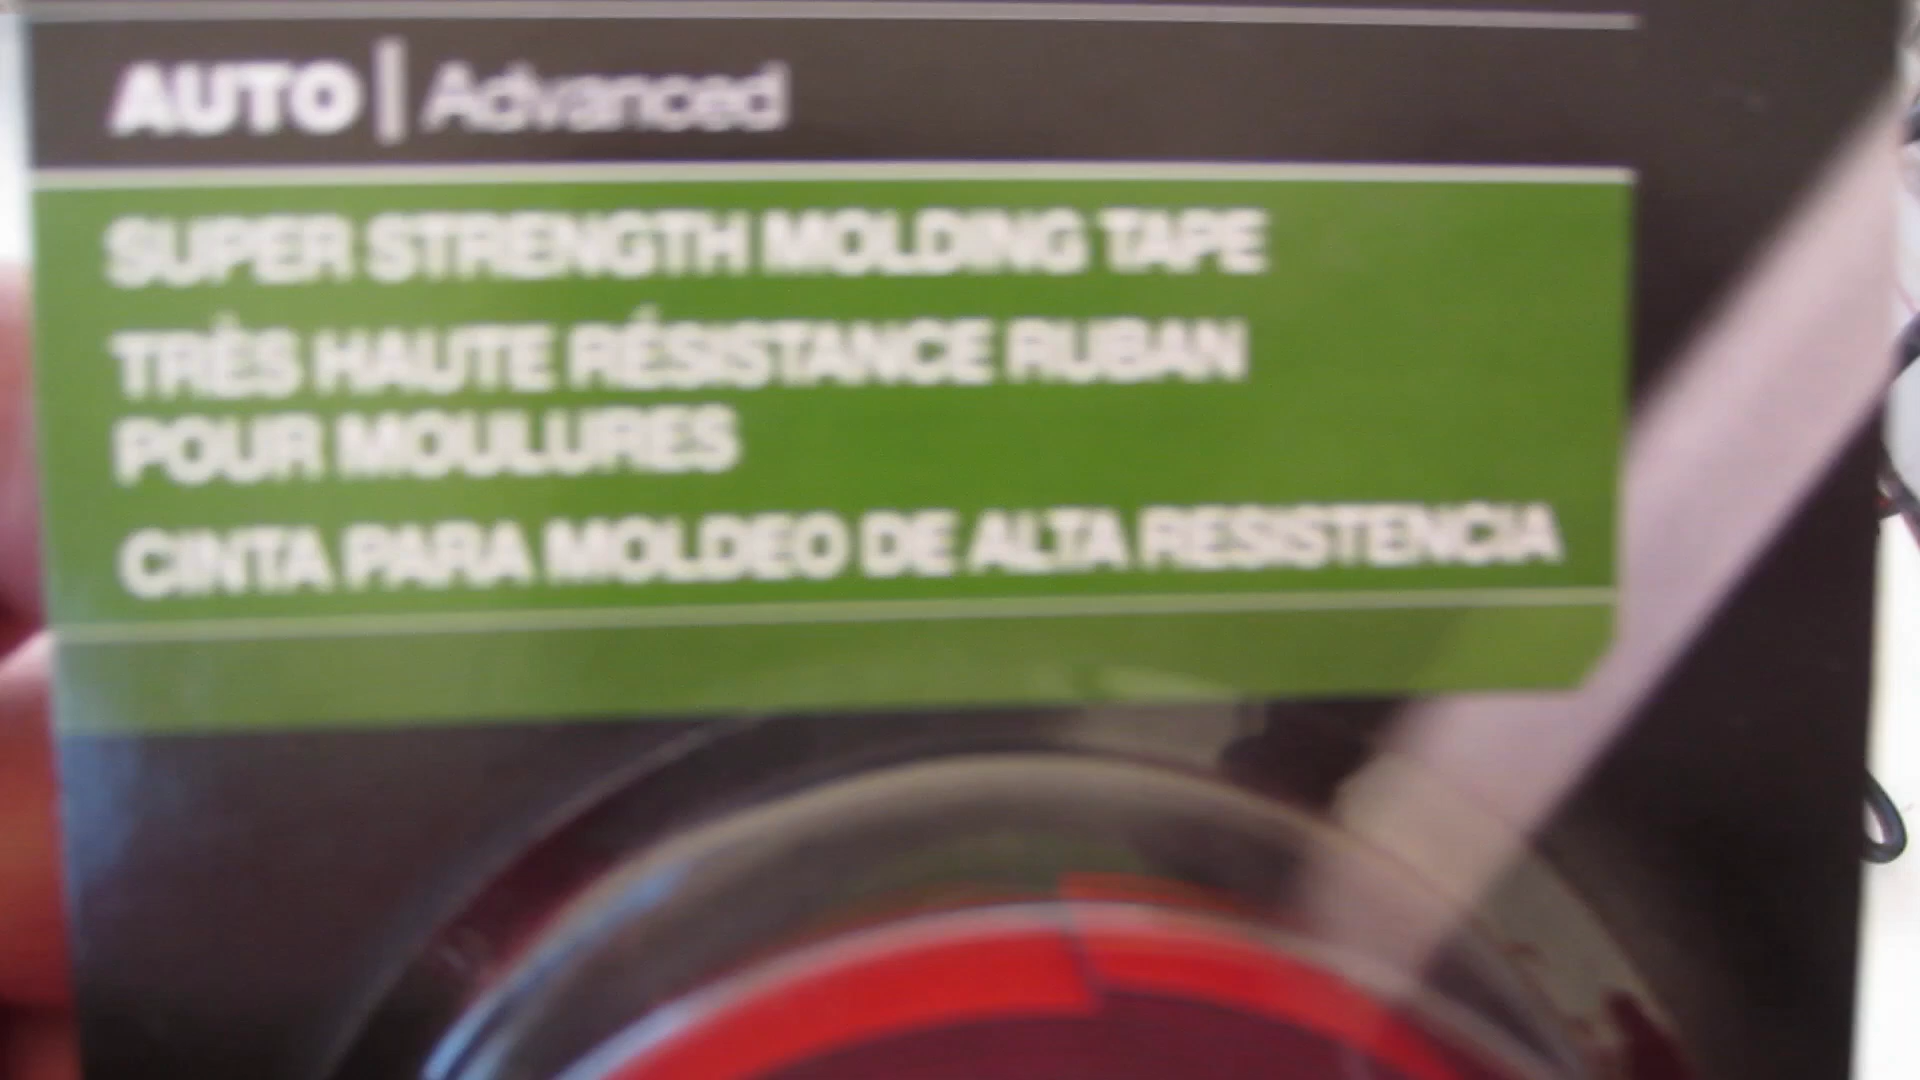 AUTO | Advanced
SUPER STRENGTH MOLDING TAPE
TRÈS HAUTE RÉSISTANCE RUBAN
POUR MOULURES
CINTA PARA MOLDEO DE ALTA RESISTENCIA